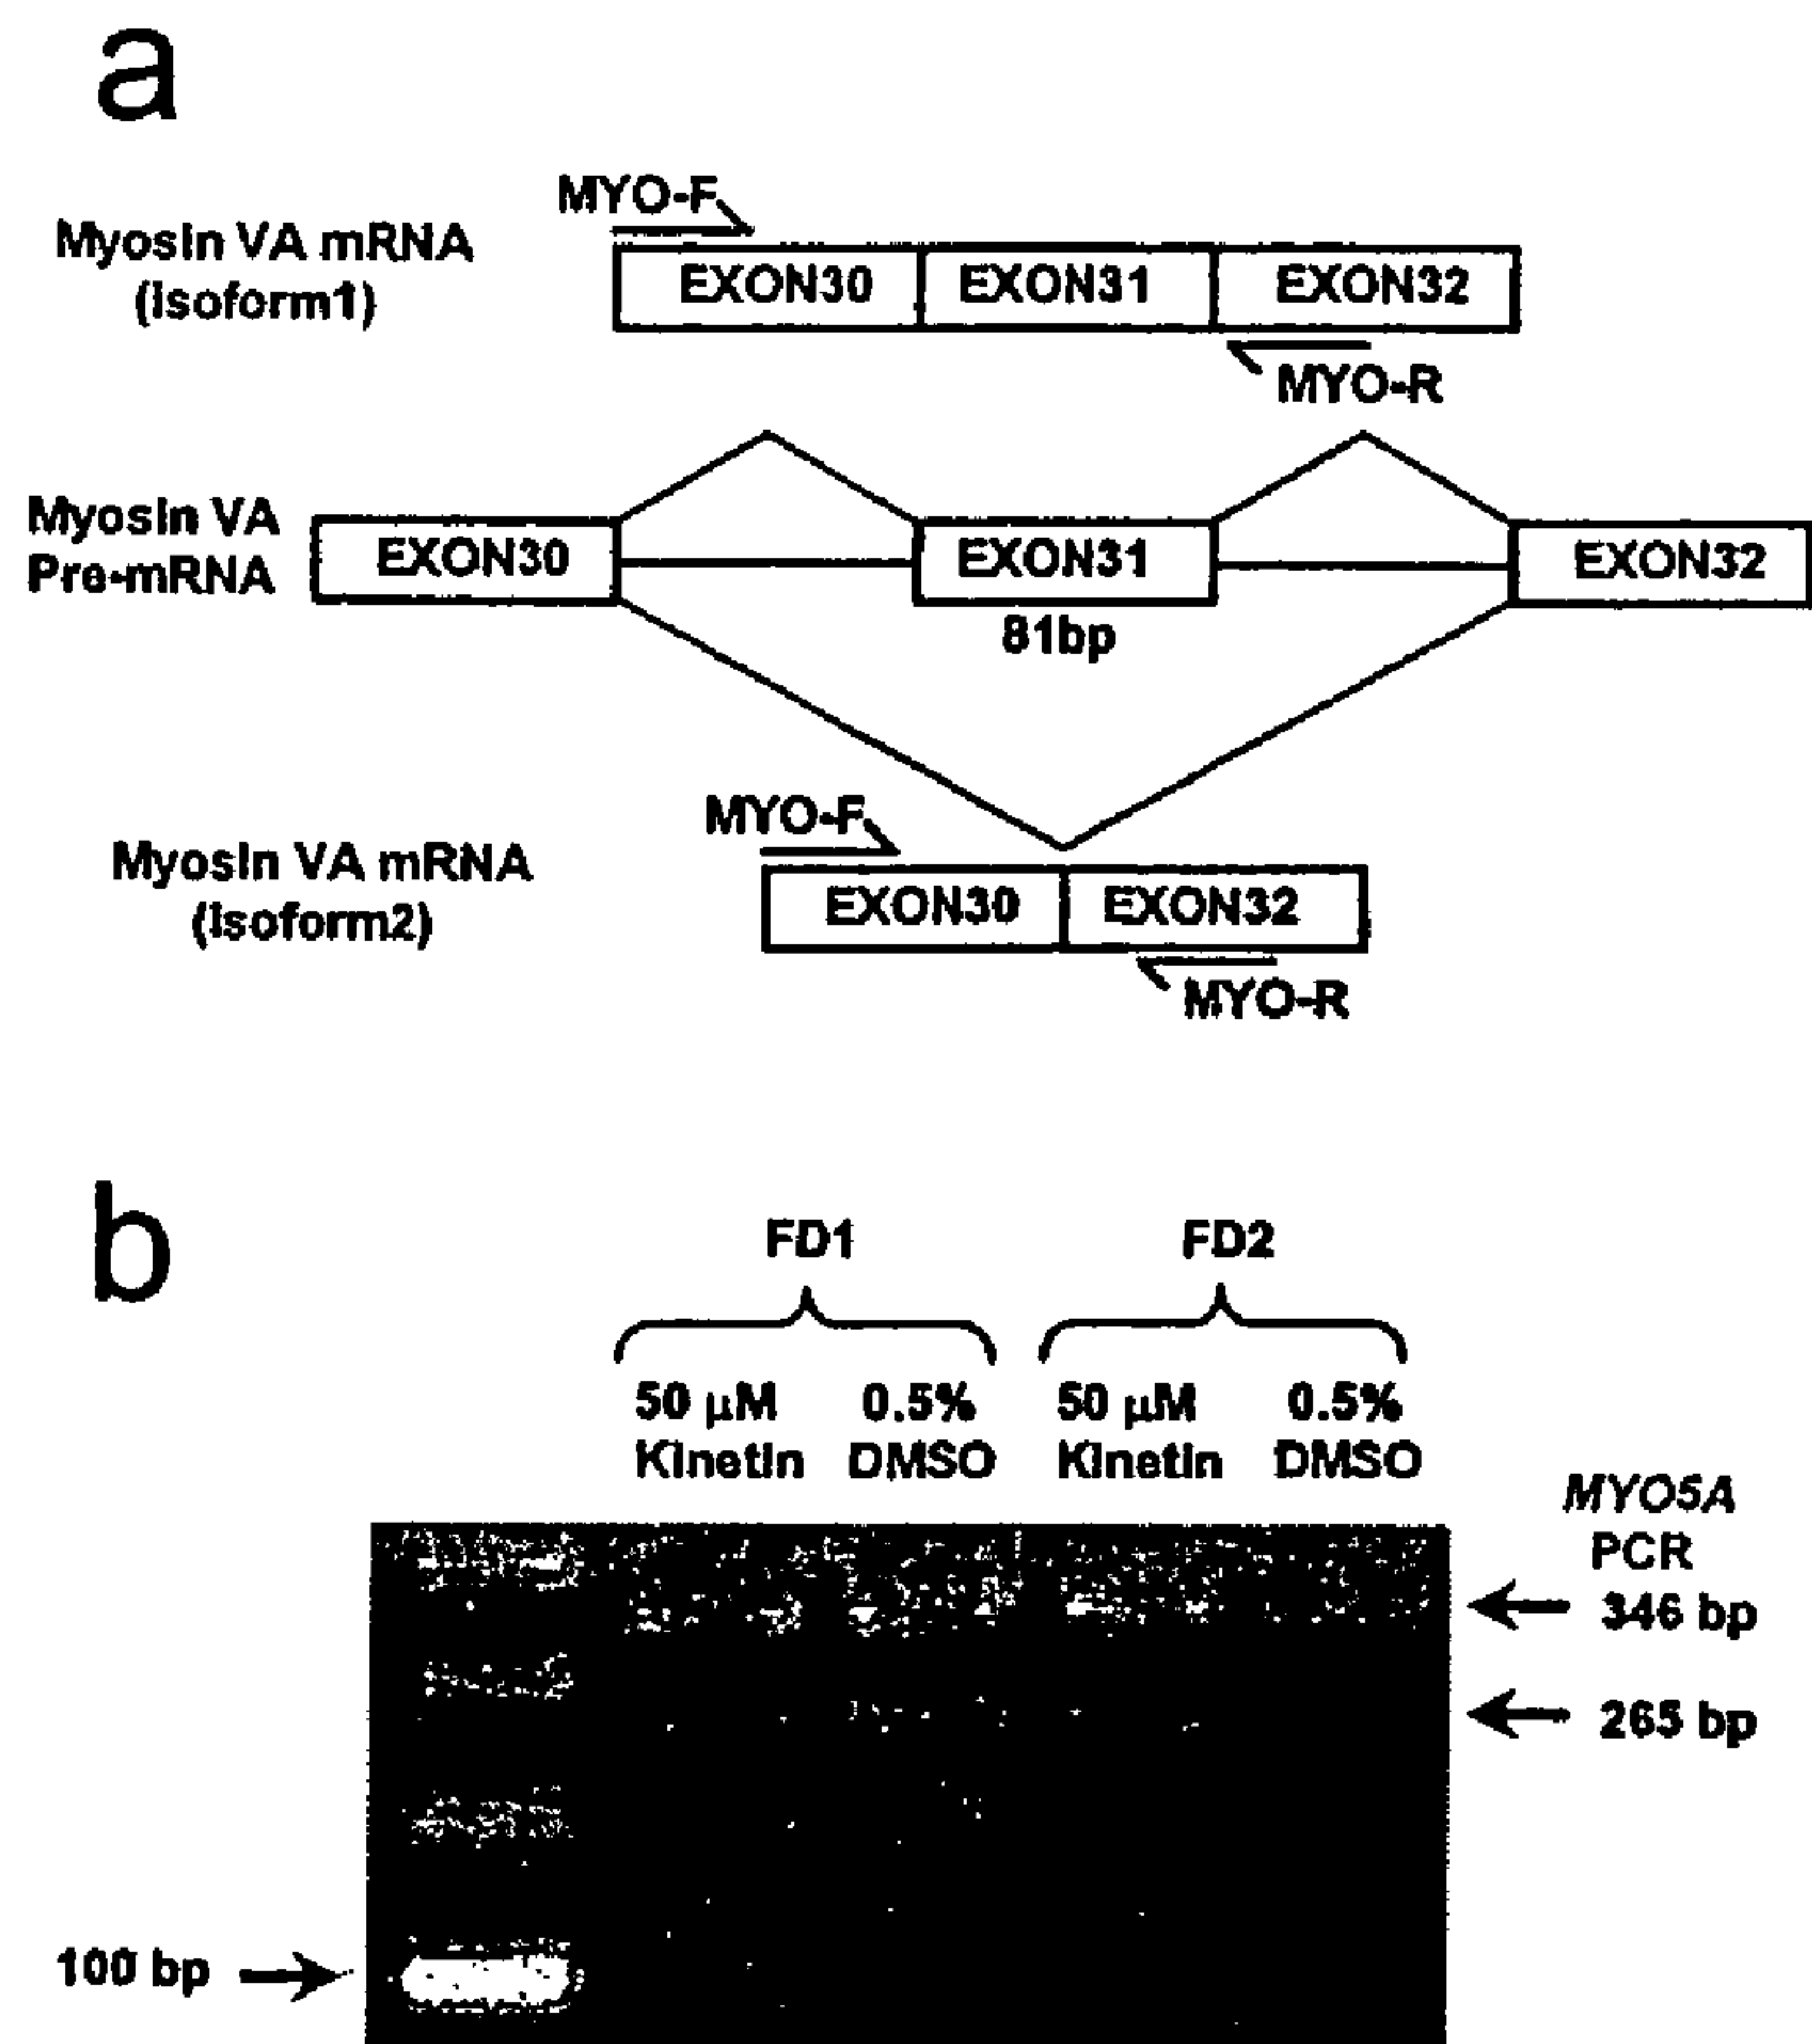 a
MYO-F
Myosin VA mRNA
(isoform1)
EXON30 EXON31 EXON32
MYO-R
Myosin VA
Pre-mRNA
EXON30 EXON31 EXON32
81bp
MYO-F
Myosin VA mRNA
(isoform2)
EXON30 EXON32
MYO-R
b
FD1 FD2
50 µM 0.5% 50 µM 0.5%
Kinetin DMSO Kinetin DMSO
MYO5A
PCR
346 bp
265 bp
100 bp